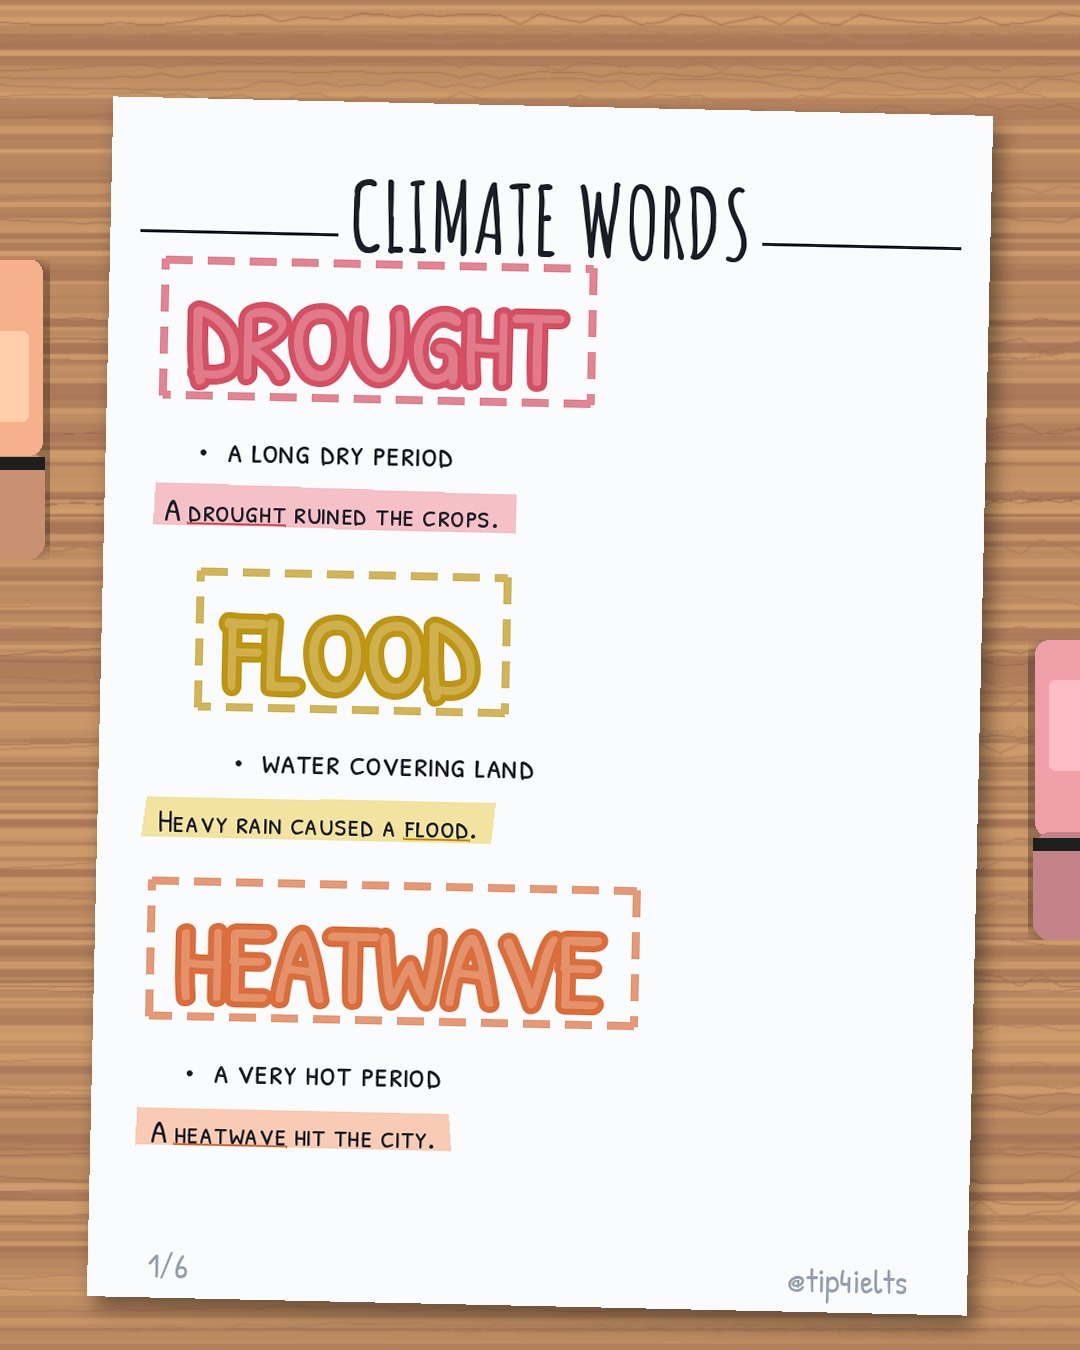 CLIMATE WORDS
DROUGHT
• A LONG DRY PERIOD
A DROUGHT RUINED THE CROPS.
FLOOD
• WATER COVERING LAND
HEAVY RAIN CAUSED A FLOOD.
HEATWAVE
• A VERY HOT PERIOD
A HEATWAVE HIT THE CITY.
1/6
@tip4ielts